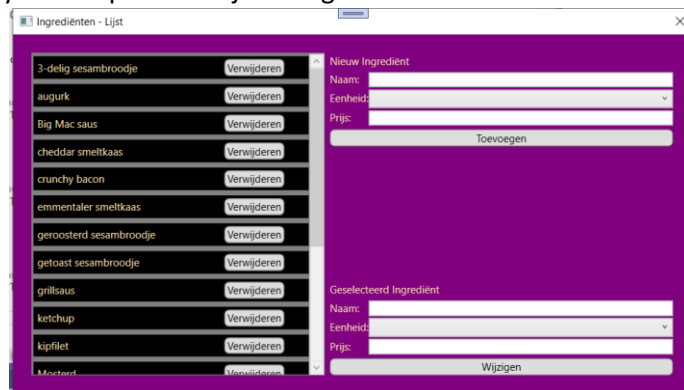 Ingrediënten - Lijst
3-delig sesambroodje Verwijderen
augurk Verwijderen
Big Mac saus Verwijderen
cheddar smeltkaas Verwijderen
crunchy bacon Verwijderen
emmentaler smeltkaas Verwijderen
geroosterd sesambroodje Verwijderen
getoast sesambroodje Verwijderen
grillsaus Verwijderen
ketchup Verwijderen
kipfilet Verwijderen
Mosterd Verwijderen
Nieuw Ingrediënt
Naam:
Eenheid:
Prijs:
Toevoegen
Geselecteerd Ingrediënt
Naam:
Eenheid:
Prijs:
Wijzigen